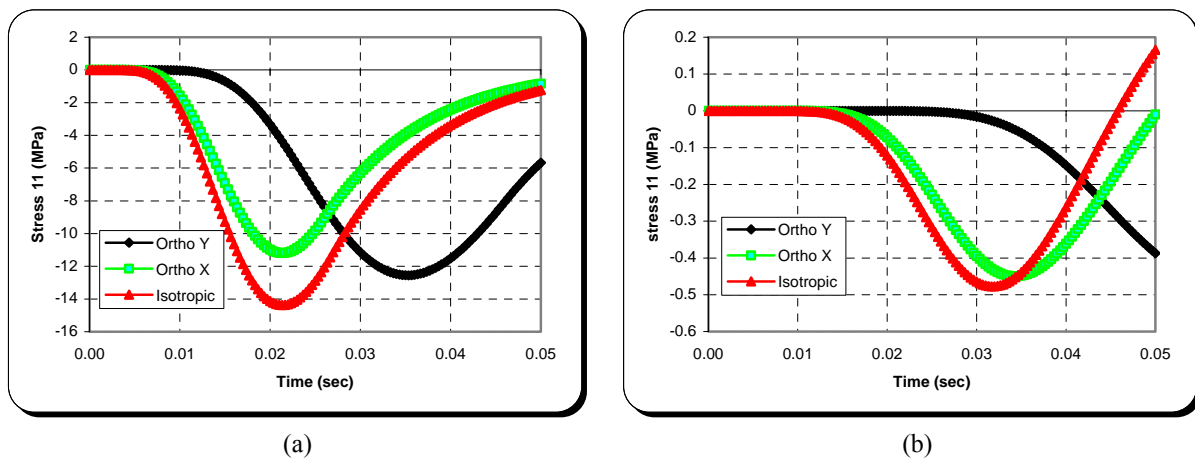 2
0
-2
-4
-6
-8
-10
-12
-14
-16
Stress 11 (MPa)
Ortho Y
Ortho X
Isotropic
0.00 0.01 0.02 0.03 0.04 0.05
Time (sec)
(a)
0.2
0.1
0
-0.1
-0.2
-0.3
-0.4
-0.5
-0.6
stress 11 (MPa)
Ortho Y
Ortho X
Isotropic
0.00 0.01 0.02 0.03 0.04 0.05
Time (sec)
(b)